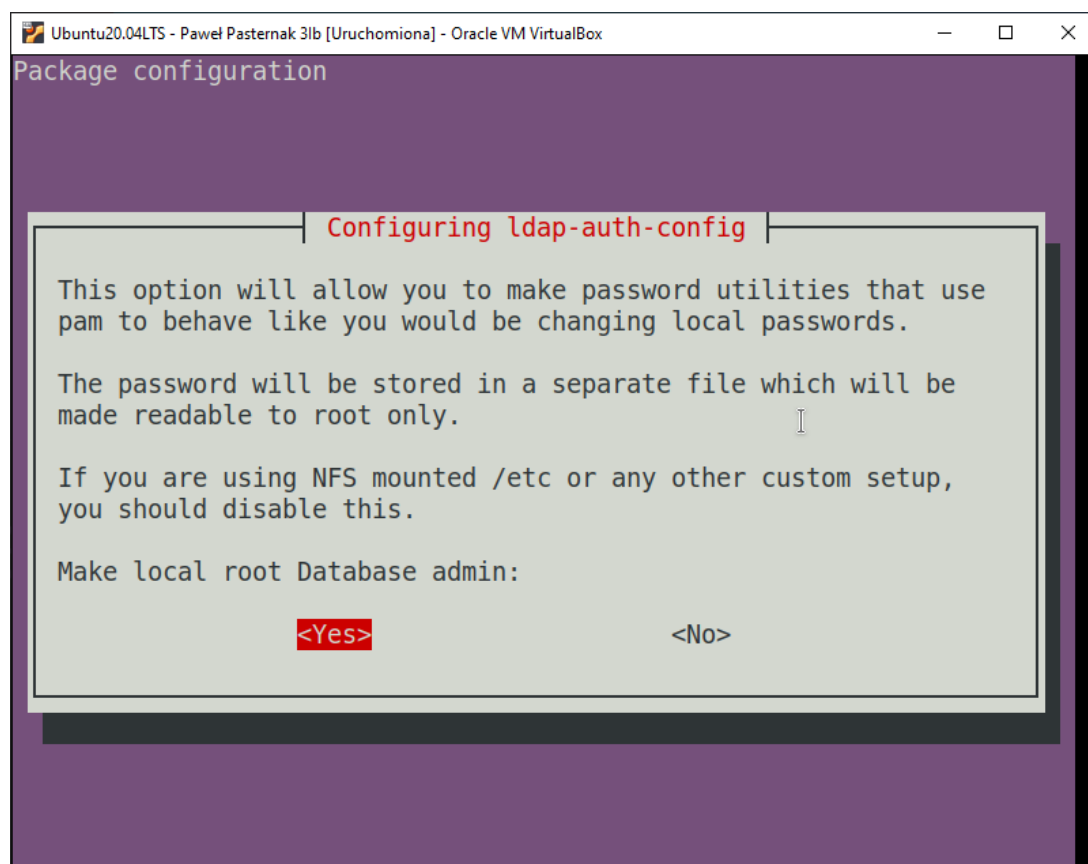 Ubuntu20.04LTS - Paweł Pasternak 3lb [Uruchomiona] - Oracle VM VirtualBox
Package configuration
Configuring ldap-auth-config
This option will allow you to make password utilities that use
pam to behave like you would be changing local passwords.
The password will be stored in a separate file which will be
made readable to root only.
If you are using NFS mounted /etc or any other custom setup,
you should disable this.
Make local root Database admin:
<Yes> <No>